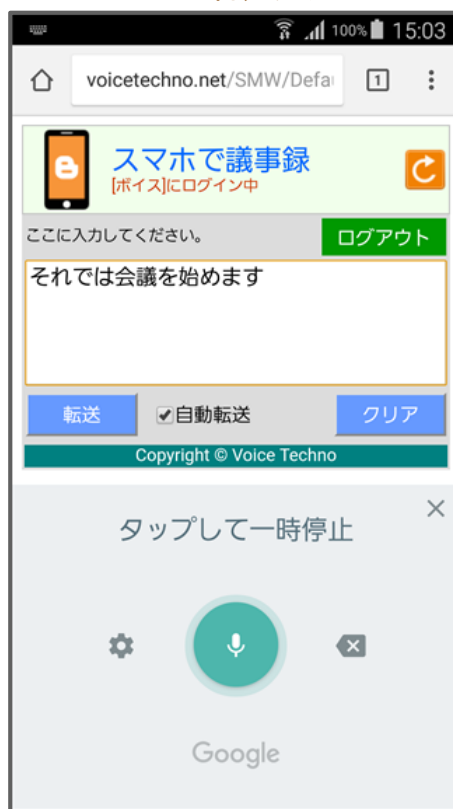 100% 15:03
voicetechno.net/SMW/Defa
1
スマホで議事録
[ボイス]にログイン中
ここに入力してください。
ログアウト
それでは会議を始めます
転送
自動転送
クリア
Copyright © Voice Techno
タップして一時停止
Google